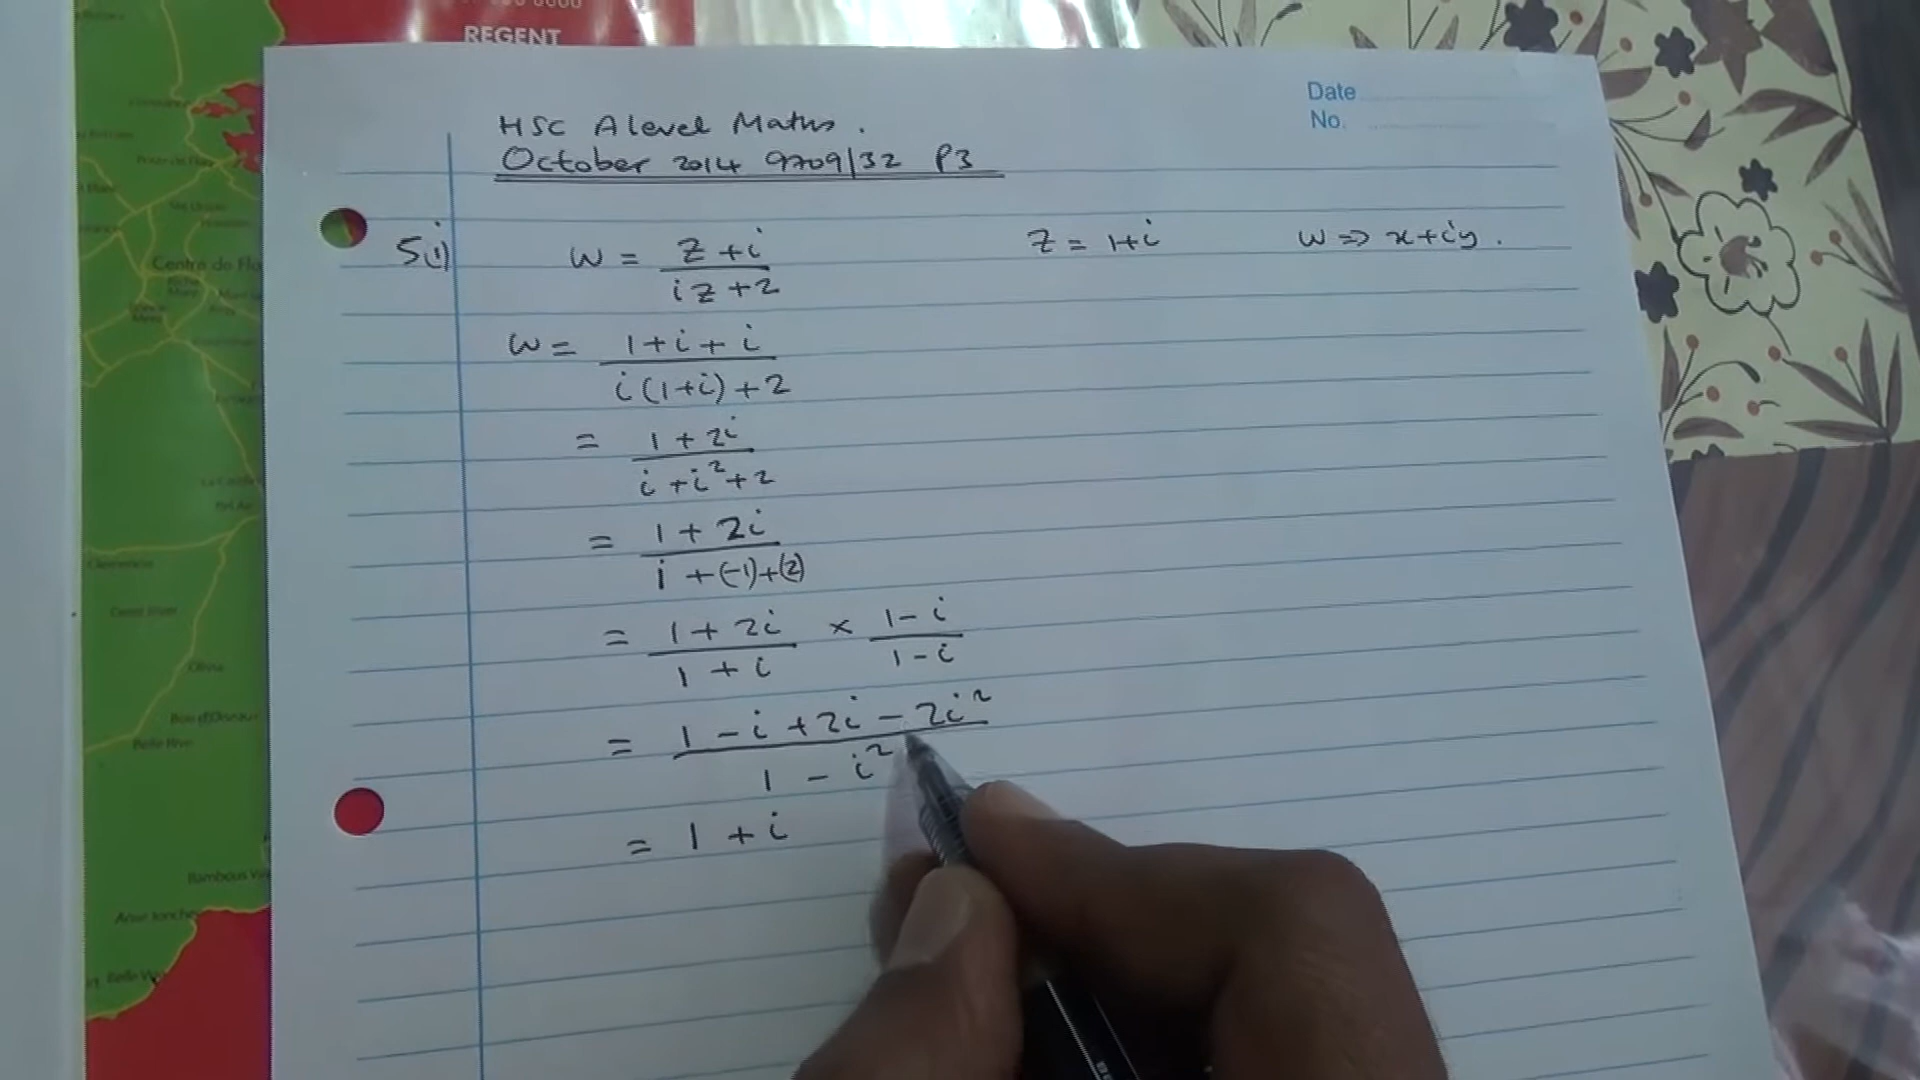 REGENT
Date
No.
HSC A level Maths.
October 2014 9709/32 P3
5(i) w = z+i / iz+2    z = 1+i    w => x+iy.
w = 1+i+i / i(1+i)+2
= 1+2i / i+i²+2
= 1+2i / i+(-1)+(2)
= 1+2i / 1+i × 1-i / 1-i
= 1-i+2i-2i² / 1-i²
= 1+i